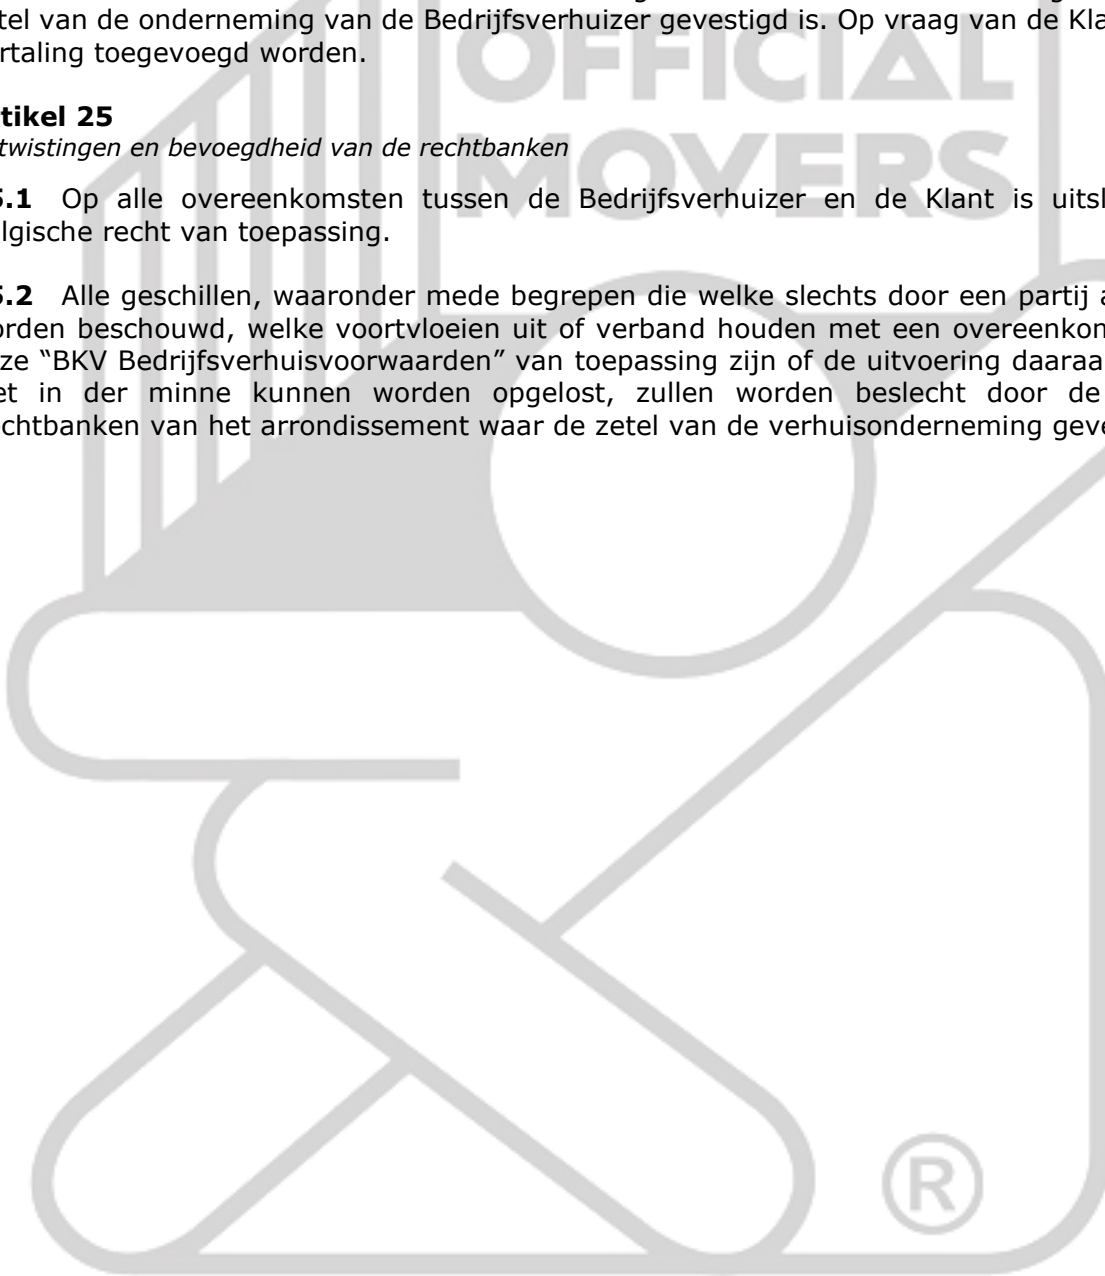 tel van de onderneming van de Bedrijfsverhuizer gevestigd is. Op vraag van de Kla
rtaling toegevoegd worden.
OFFICIAL
MOVERS
tikel 25
twistingen en bevoegdheid van de rechtbanken
5.1 Op alle overeenkomsten tussen de Bedrijfsverhuizer en de Klant is uitsl
lgische recht van toepassing.
5.2 Alle geschillen, waaronder mede begrepen die welke slechts door een partij a
orden beschouwd, welke voortvloeien uit of verband houden met een overeenkom
ze “BKV Bedrijfsverhuisvoorwaarden” van toepassing zijn of de uitvoering daaraa
et in der minne kunnen worden opgelost, zullen worden beslecht door de
chtbanken van het arrondissement waar de zetel van de verhuisonderneming geve
®